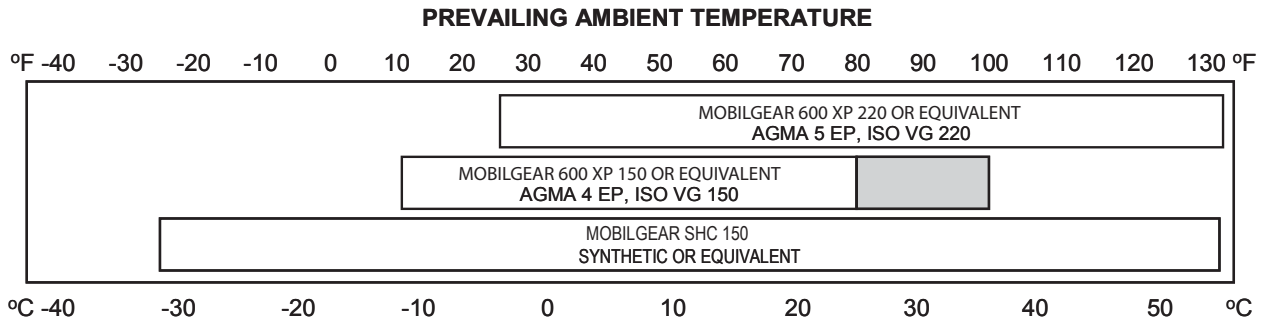 PREVAILING AMBIENT TEMPERATURE
ºF -40 -30 -20 -10 0 10 20 30 40 50 60 70 80 90 100 110 120 130 ºF
MOBILGEAR 600 XP 220 OR EQUIVALENT
AGMA 5 EP, ISO VG 220
MOBILGEAR 600 XP 150 OR EQUIVALENT
AGMA 4 EP, ISO VG 150
MOBILGEAR SHC 150
SYNTHETIC OR EQUIVALENT
ºC -40 -30 -20 -10 0 10 20 30 40 50 ºC